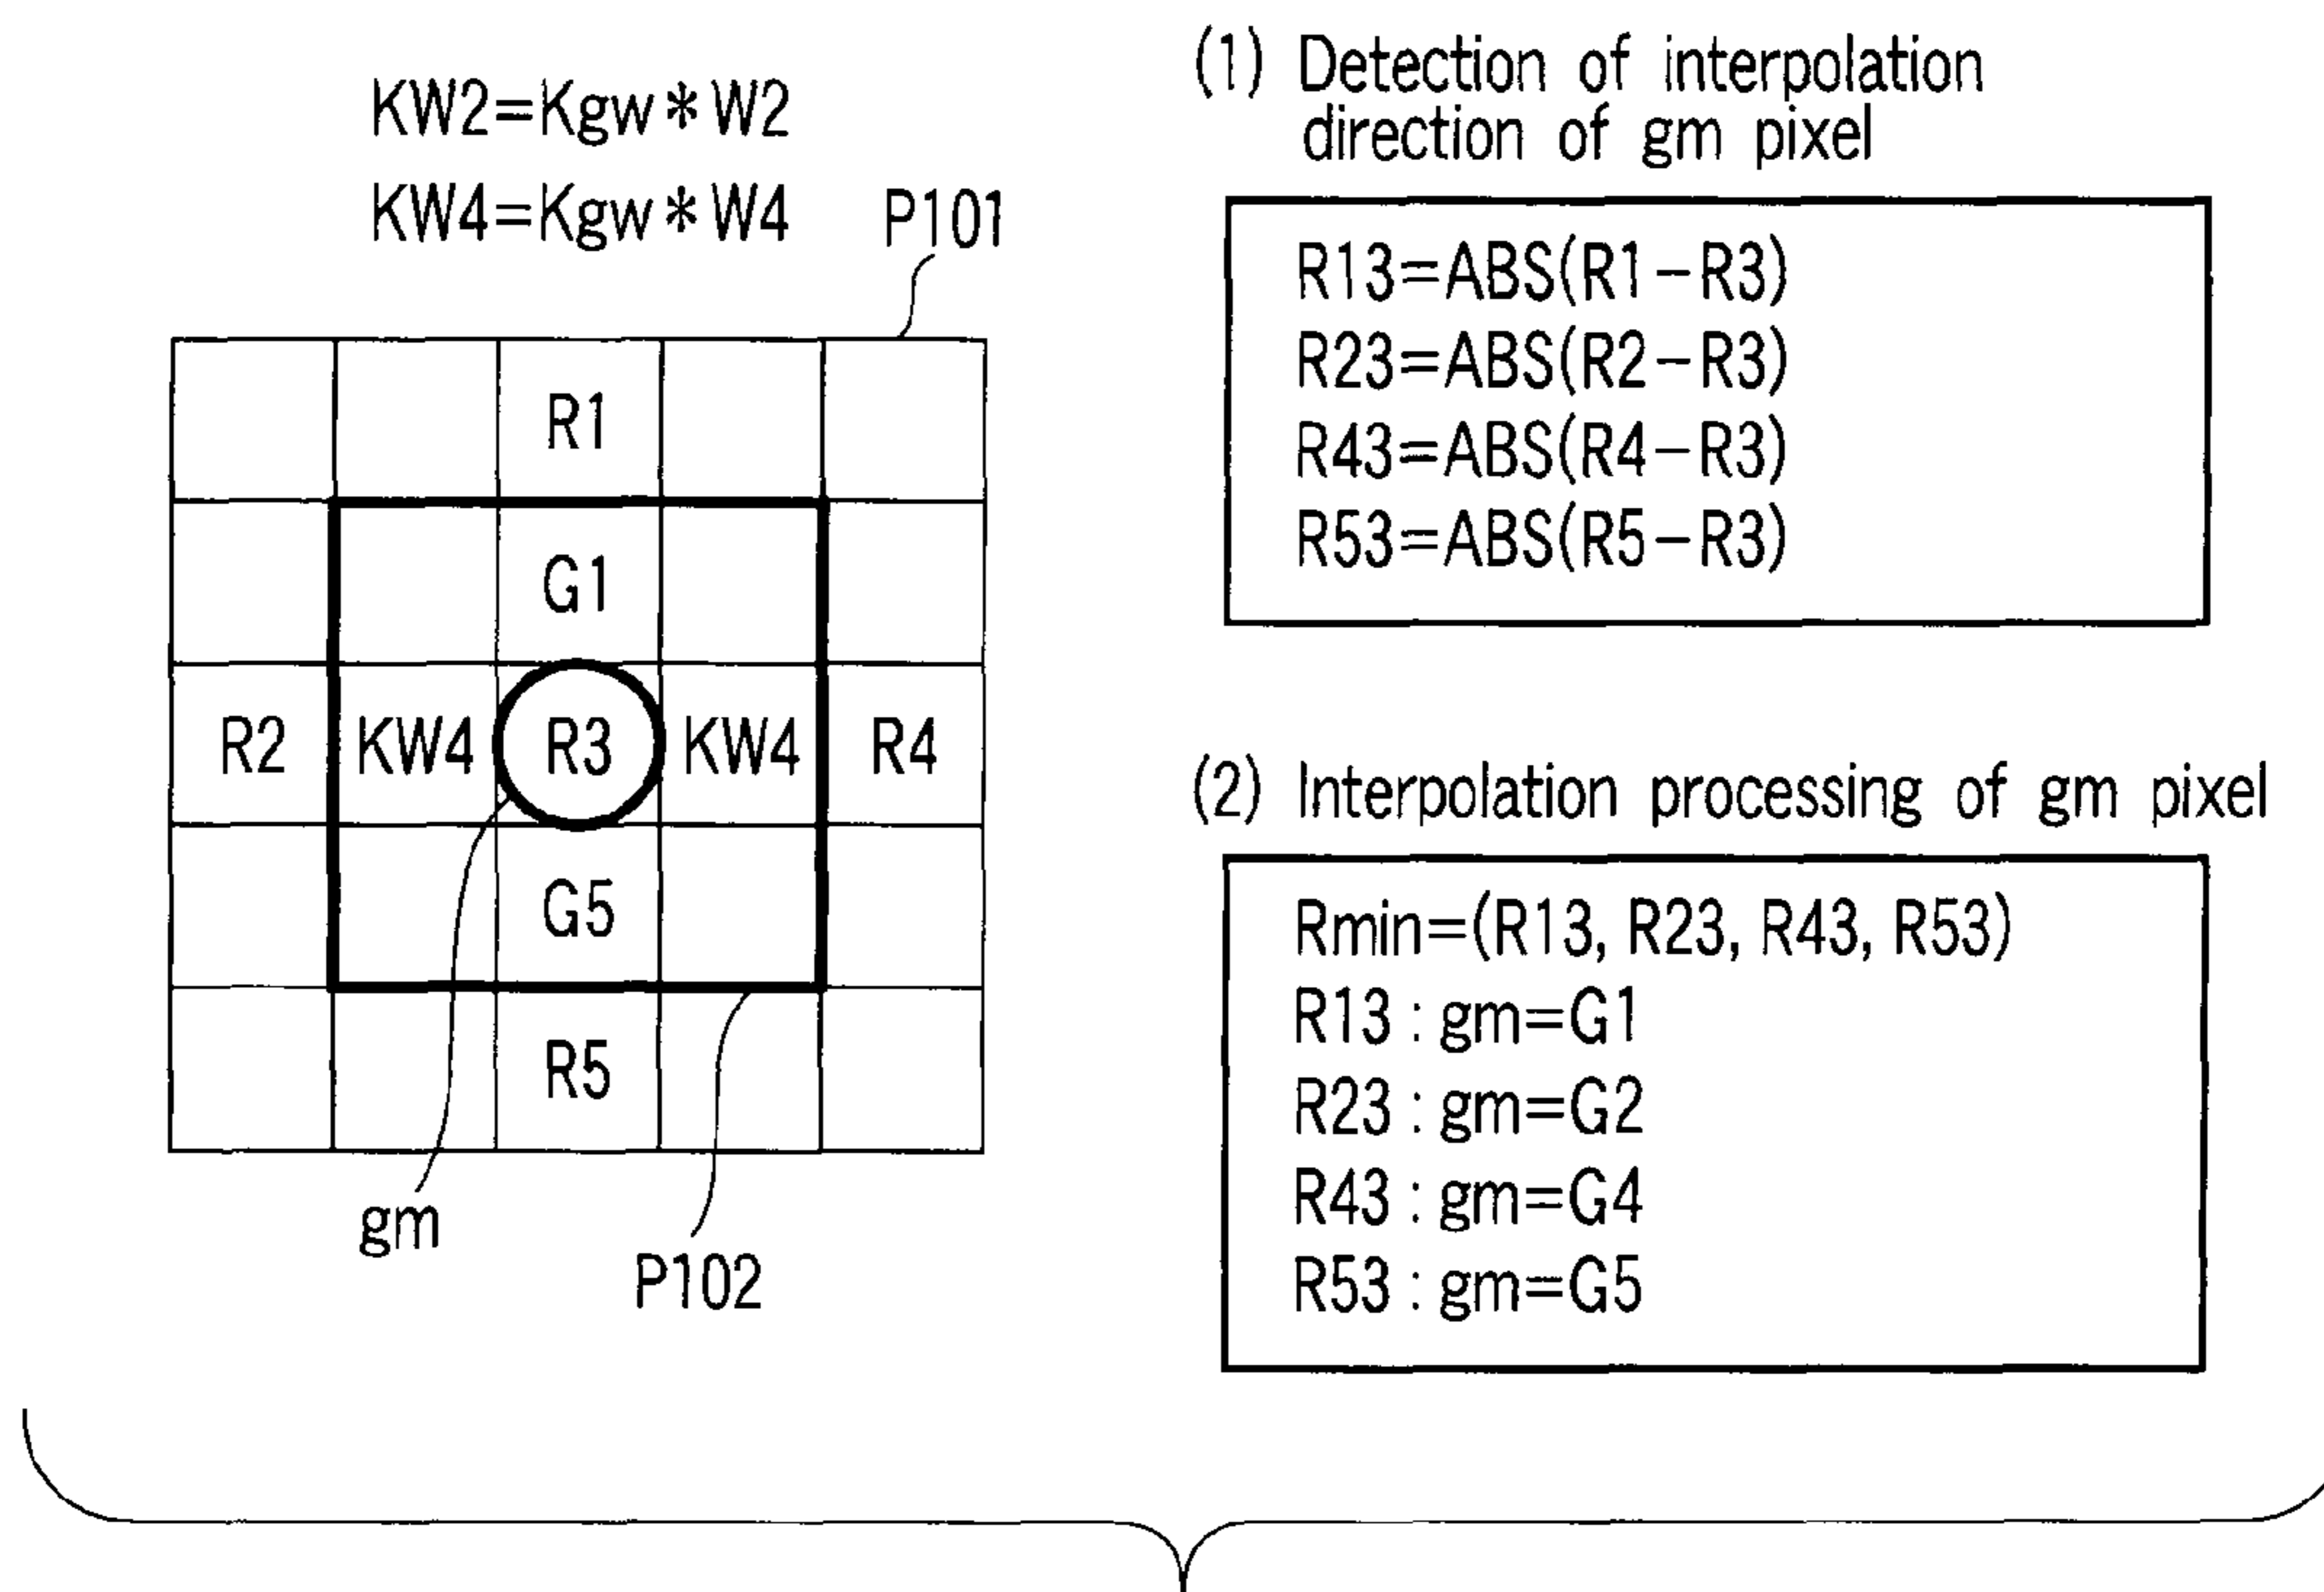 KW2=Kgw*W2
KW4=Kgw*W4
P101
R1
G1
R2 KW4 R3 KW4 R4
G5
R5
gm
P102
(1) Detection of interpolation
direction of gm pixel
R13=ABS(R1-R3)
R23=ABS(R2-R3)
R43=ABS(R4-R3)
R53=ABS(R5-R3)
(2) Interpolation processing of gm pixel
Rmin=(R13, R23, R43, R53)
R13 : gm=G1
R23 : gm=G2
R43 : gm=G4
R53 : gm=G5